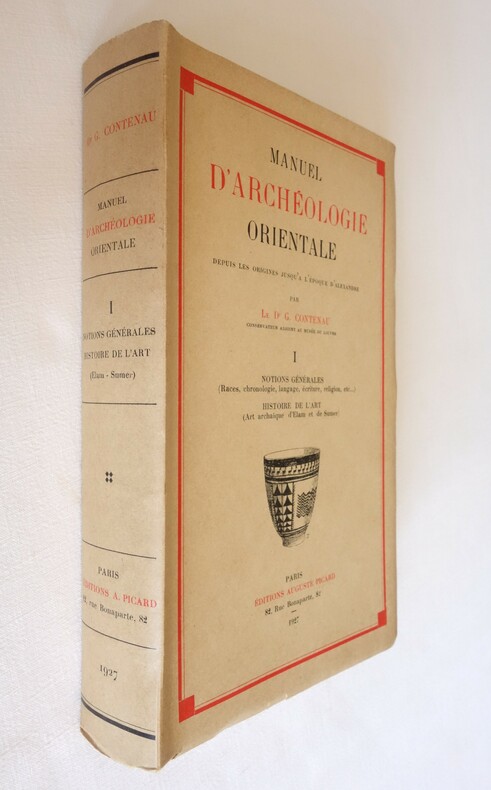 Dr G. CONTENAU
MANUEL
D'ARCHÉOLOGIE
ORIENTALE
I
NOTIONS GÉNÉRALES
HISTOIRE DE L'ART
(Elam - Sumer)
PARIS
ÉDITIONS A. PICARD
82, rue Bonaparte, 82
1927
MANUEL
D'ARCHÉOLOGIE
ORIENTALE
DEPUIS LES ORIGINES JUSQU'A L'ÉPOQUE D'ALEXANDRE
PAR
Le Dr G. CONTENAU
CONSERVATEUR ADJOINT AU MUSÉE DU LOUVRE
I
NOTIONS GÉNÉRALES
(Races, chronologie, langage, écriture, religion, etc...)
HISTOIRE DE L'ART
(Art archaïque d'Elam et de Sumer)
PARIS
ÉDITIONS AUGUSTE PICARD
82, Rue Bonaparte, 82
1927